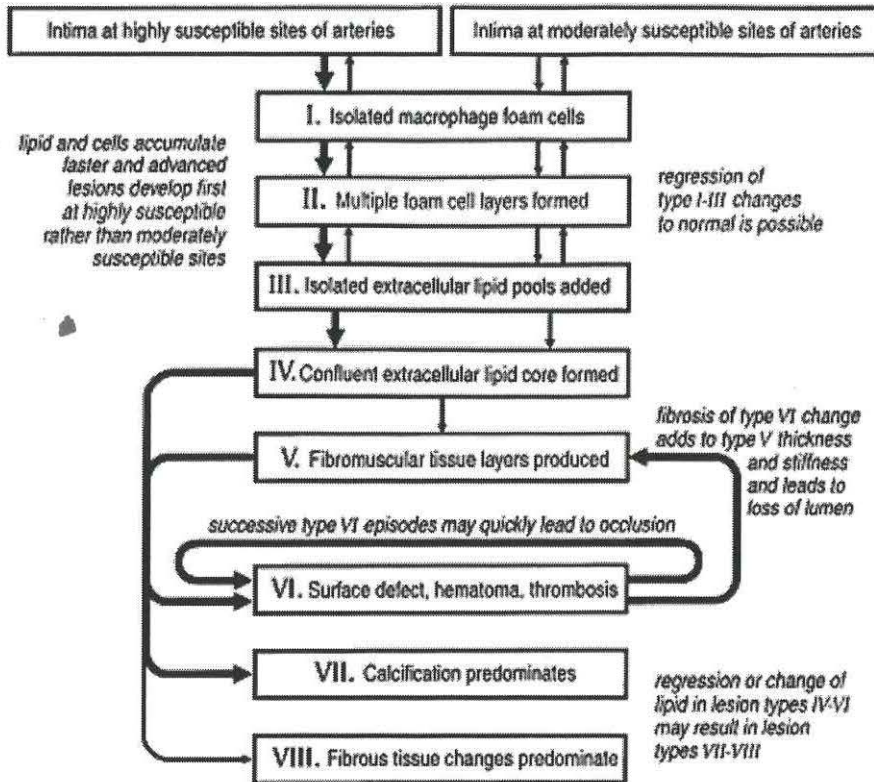 Intima at highly susceptible sites of arteries
Intima at moderately susceptible sites of arteries
I. Isolated macrophage foam cells
lipid and cells accumulate
faster and advanced
lesions develop first
at highly susceptible
rather than moderately
susceptible sites
II. Multiple foam cell layers formed
regression of
type I-III changes
to normal is possible
III. Isolated extracellular lipid pools added
IV. Confluent extracellular lipid core formed
fibrosis of type VI change
adds to type V thickness
and stiffness
and leads to
loss of lumen
V. Fibromuscular tissue layers produced
successive type VI episodes may quickly lead to occlusion
VI. Surface defect, hematoma, thrombosis
VII. Calcification predominates
regression or change of
lipid in lesion types IV-VI
may result in lesion
types VII-VIII
VIII. Fibrous tissue changes predominate